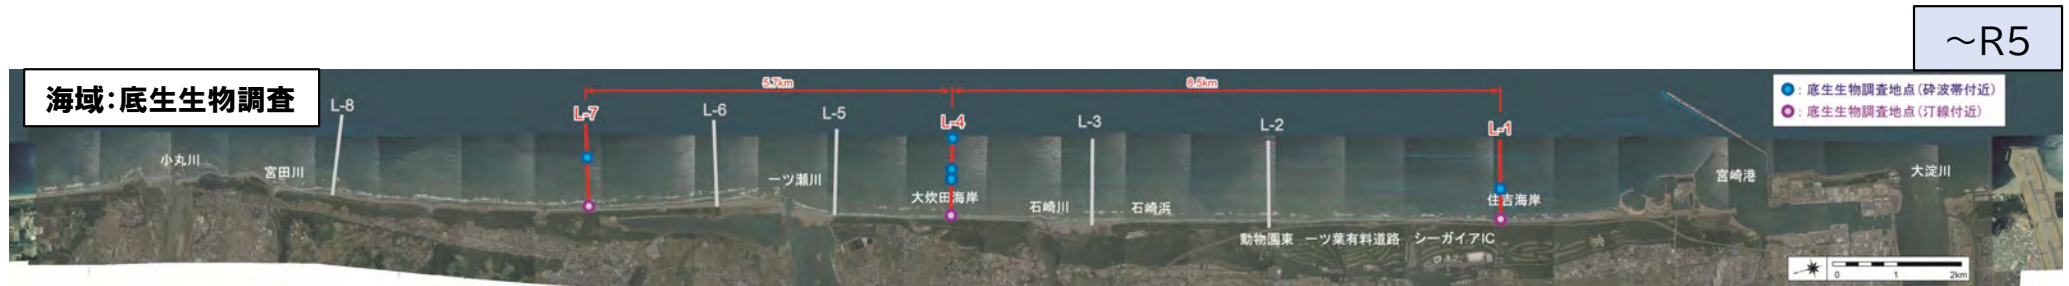 ～R5
海域:底生生物調査
5.7km
8.5km
●：底生生物調査地点(砕波帯付近)
●：底生生物調査地点(汀線付近)
L-8
L-7
L-6
L-5
L-4
L-3
L-2
L-1
小丸川
宮田川
一ツ瀬川
大炊田海岸
石崎川
石崎浜
住吉海岸
宮崎港
大淀川
動物園東
一ツ葉有料道路
シーガイアIC
0 1 2km